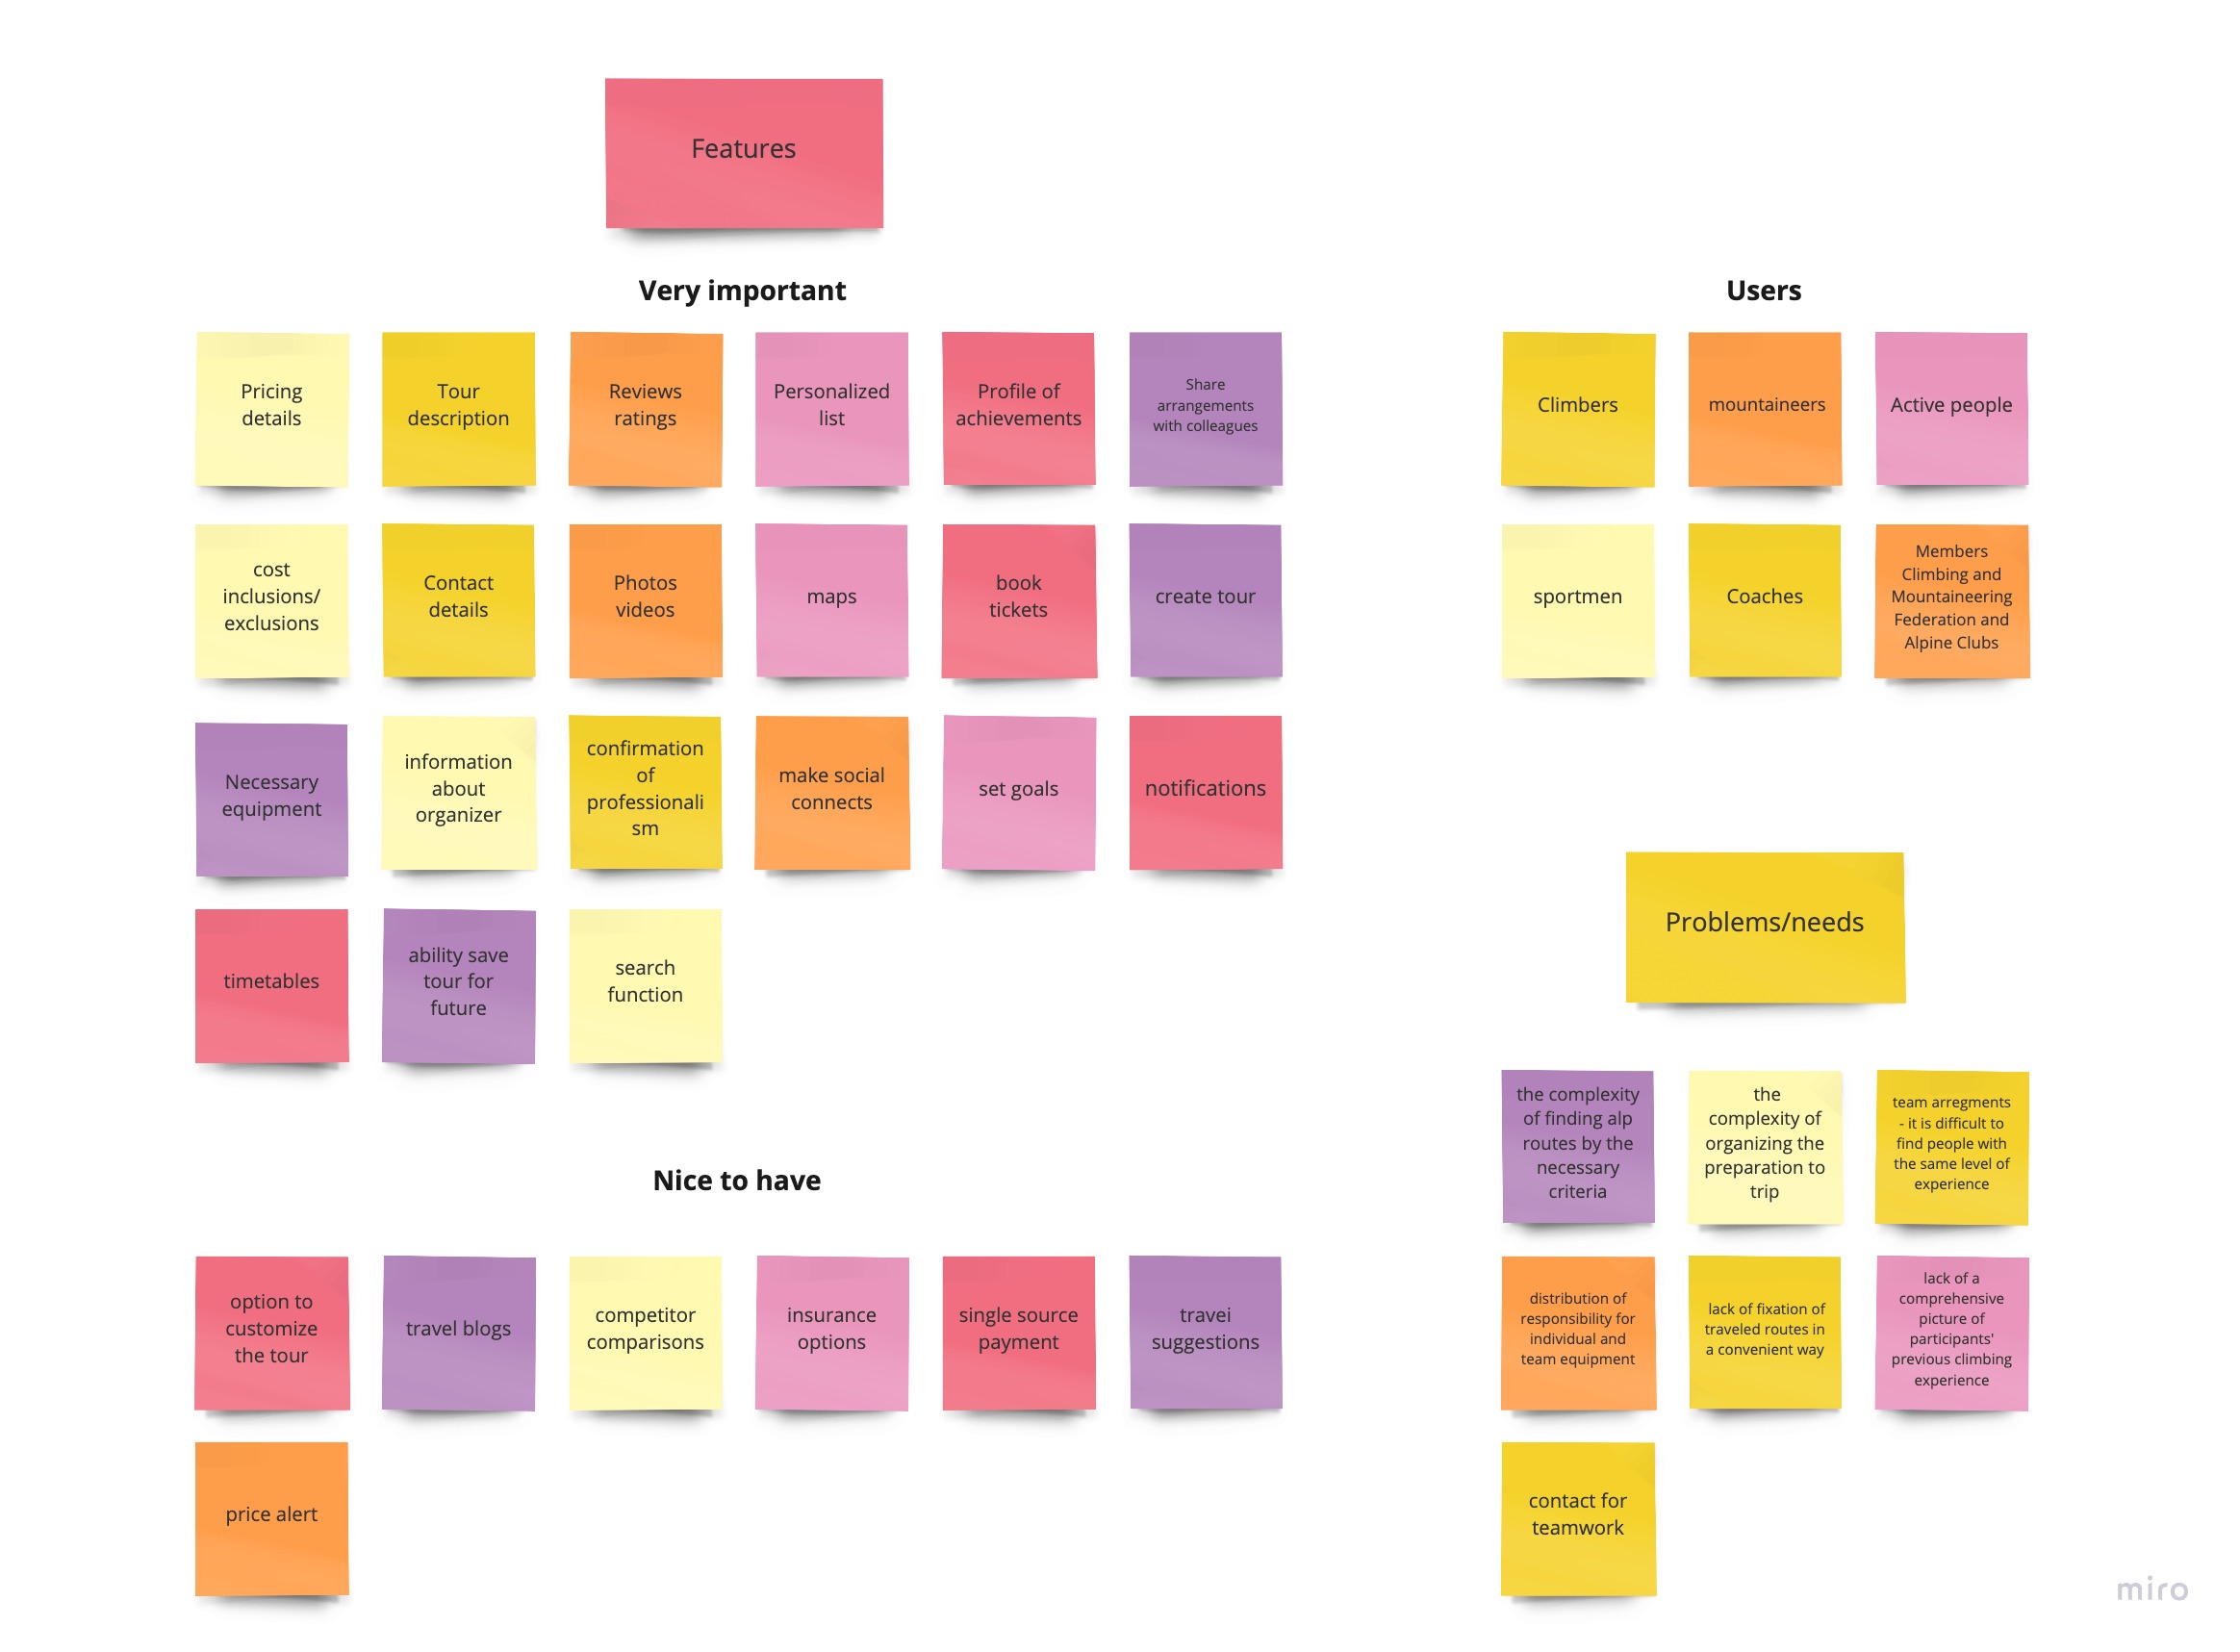 Features
Very important
Pricing
details
Tour
description
Reviews
ratings
Personalized
list
Profile of
achievements
Share
arrangements
with colleagues
cost
inclusions/
exclusions
Contact
details
Photos
videos
maps
book
tickets
create tour
Necessary
equipment
information
about
organizer
confirmation
of
professionali
sm
make social
connects
set goals
notifications
timetables
ability save
tour for
future
search
function
Nice to have
option to
customize
the tour
travel blogs
competitor
comparisons
insurance
options
single source
payment
travei
suggestions
price alert
Users
Climbers
mountaineers
Active people
sportmen
Coaches
Members
Climbing and
Mountaineering
Federation and
Alpine Clubs
Problems/needs
the complexity
of finding alp
routes by the
necessary
criteria
the
complexity of
organizing the
preparation to
trip
team arregments
- it is difficult to
find people with
the same level of
experience
distribution of
responsibility for
individual and
team equipment
lack of fixation of
traveled routes in
a convenient way
lack of a
comprehensive
picture of
participants'
previous climbing
experience
contact for
teamwork
miro